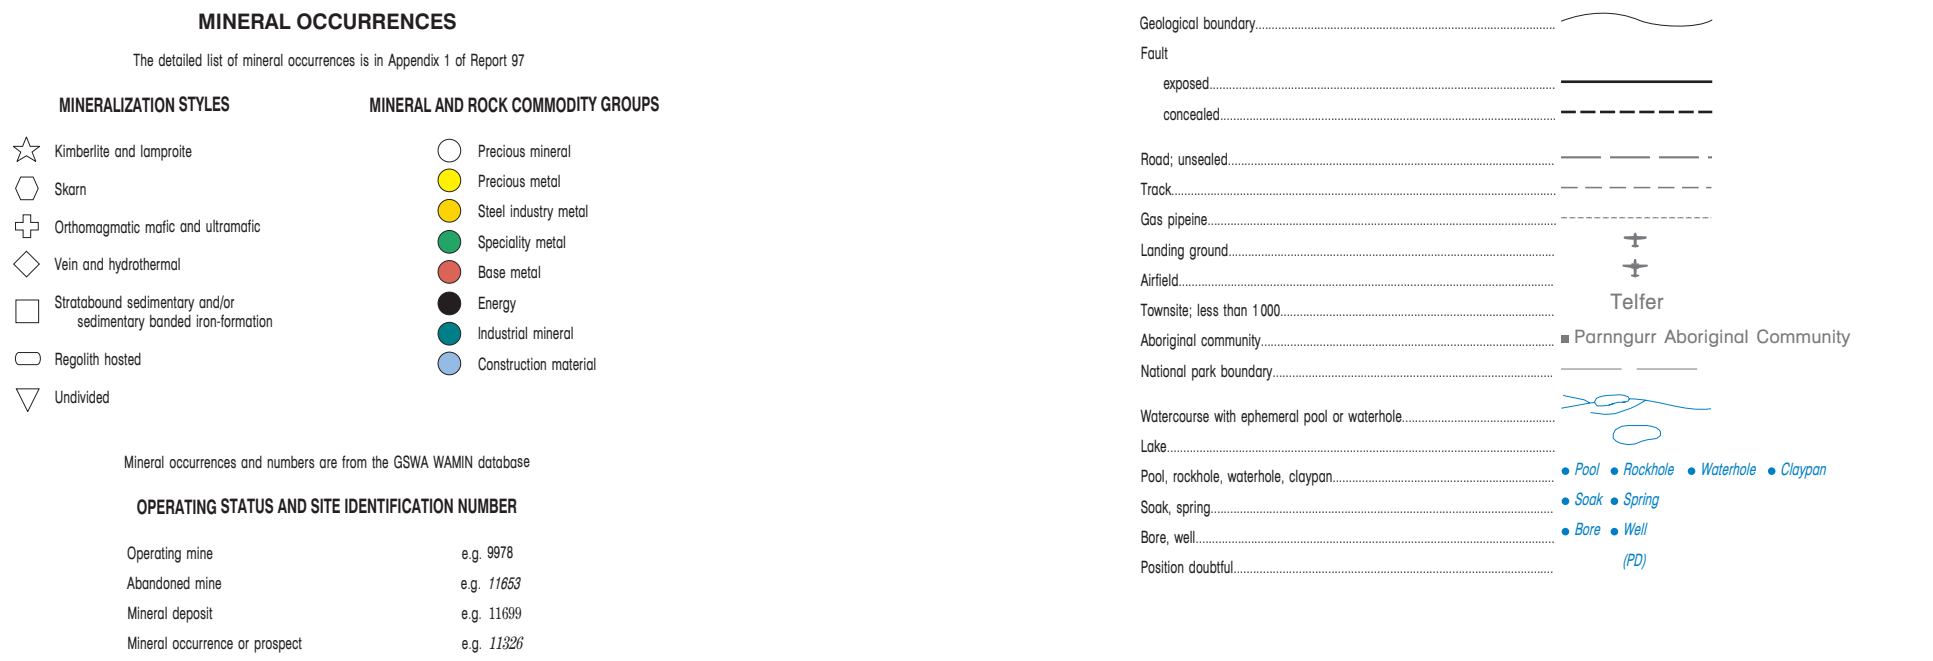 MINERAL OCCURRENCES
The detailed list of mineral occurrences is in Appendix 1 of Report 97
MINERALIZATION STYLES
Kimberlite and lamproite
Skarn
Orthomagmatic mafic and ultramafic
Vein and hydrothermal
Stratabound sedimentary and/or
sedimentary banded iron-formation
Regolith hosted
Undivided
MINERAL AND ROCK COMMODITY GROUPS
Precious mineral
Precious metal
Steel industry metal
Speciality metal
Base metal
Energy
Industrial mineral
Construction material
Mineral occurrences and numbers are from the GSWA WAMIN database
OPERATING STATUS AND SITE IDENTIFICATION NUMBER
Operating mine e.g. 9978
Abandoned mine e.g. 11653
Mineral deposit e.g. 11699
Mineral occurrence or prospect e.g. 11326
Geological boundary
Fault
exposed
concealed
Road; unsealed
Track
Gas pipeine
Landing ground
Airfield
Townsite; less than 1000 Telfer
Aboriginal community Parnngurr Aboriginal Community
National park boundary
Watercourse with ephemeral pool or waterhole
Lake
Pool, rockhole, waterhole, claypan Pool Rockhole Waterhole Claypan
Soak, spring Soak Spring
Bore, well Bore Well
Position doubtful (PD)